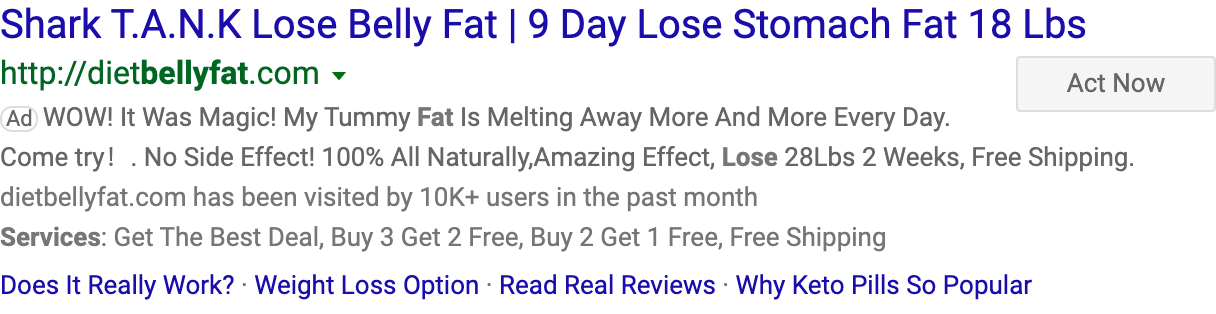 Shark T.A.N.K Lose Belly Fat | 9 Day Lose Stomach Fat 18 Lbs
http://dietbellyfat.com
Act Now
Ad WOW! It Was Magic! My Tummy Fat Is Melting Away More And More Every Day.
Come try！. No Side Effect! 100% All Naturally,Amazing Effect, Lose 28Lbs 2 Weeks, Free Shipping.
dietbellyfat.com has been visited by 10K+ users in the past month
Services: Get The Best Deal, Buy 3 Get 2 Free, Buy 2 Get 1 Free, Free Shipping
Does It Really Work? · Weight Loss Option · Read Real Reviews · Why Keto Pills So Popular